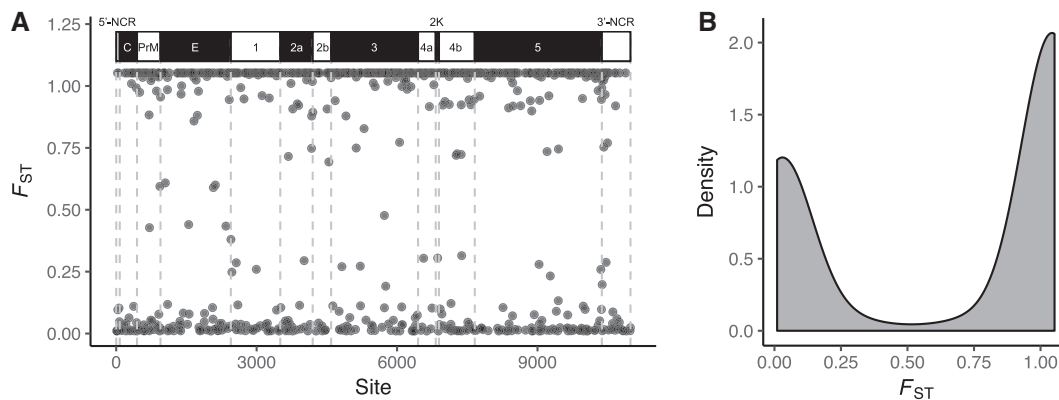 A
5'-NCR
2K
3'-NCR
C PrM E 1 2a 2b 3 4a 4b 5
1.25
1.00
0.75
0.50
0.25
0.00
FST
0 3000 6000 9000
Site
B
2.0
1.5
1.0
0.5
0.0
Density
0.00 0.25 0.50 0.75 1.00
FST